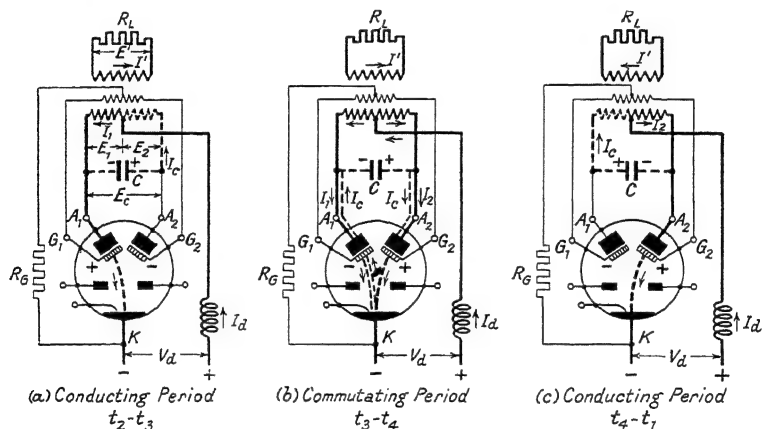 R_L
E'
I'
I_1
E_1
E_2
I_c
- +
C
E_c
A_1
A_2
G_1
G_2
+
-
R_G
I_d
K
V_d
- +
(a) Conducting Period
t_2-t_3
R_L
I'
- +
C
I_1
I_c
I_c
I_2
A_1
A_2
G_1
G_2
-
+
R_G
I_d
K
V_d
- +
(b) Commutating Period
t_3-t_4
R_L
I'
I_2
I_c
- +
C
A_1
A_2
G_1
G_2
-
+
R_G
I_d
K
V_d
- +
(c) Conducting Period
t_4-t_1